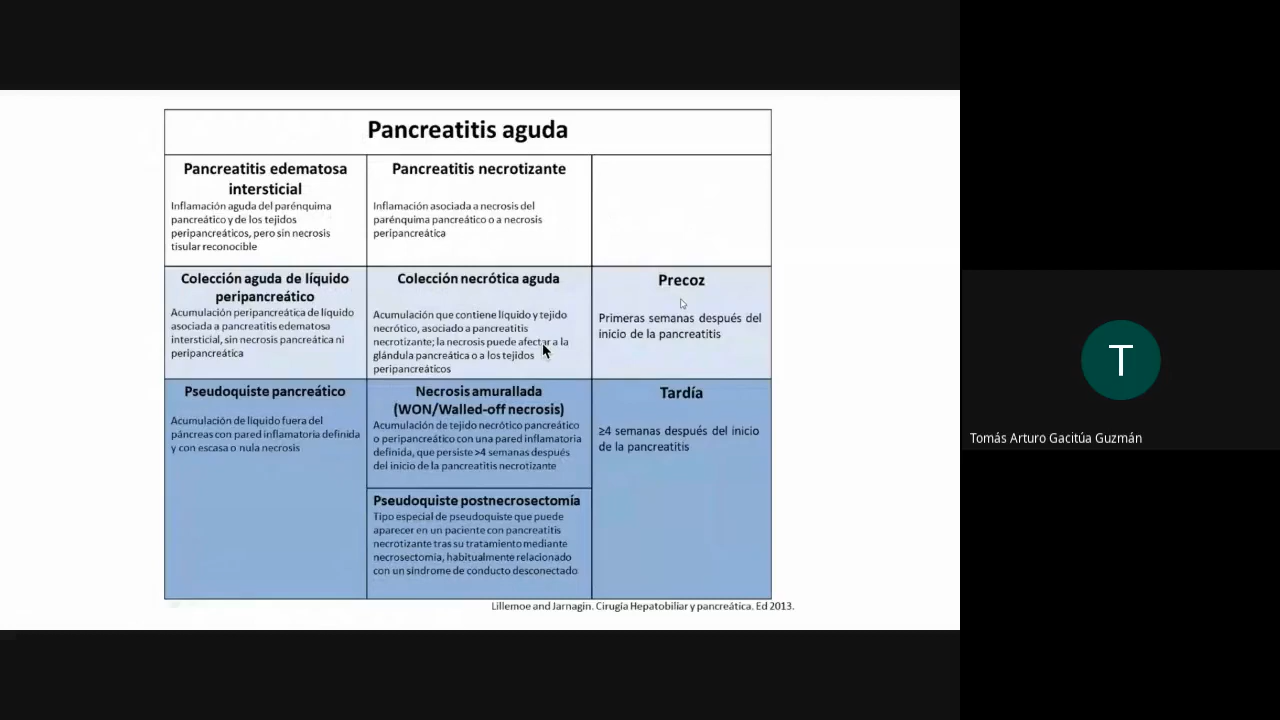 Pancreatitis aguda
Pancreatitis edematosa
intersticial
Inflamación aguda del parénquima
pancreático y de los tejidos
peripancreáticos, pero sin necrosis
tisular reconocible
Pancreatitis necrotizante
Inflamación asociada a necrosis del
parénquima pancreático o a necrosis
peripancreática
Colección aguda de líquido
peripancreático
Acumulación peripancreática de líquido
asociada a pancreatitis edematosa
intersticial, sin necrosis pancreática ni
peripancreática
Colección necrótica aguda
Acumulación que contiene líquido y tejido
necrótico, asociado a pancreatitis
necrotizante; la necrosis puede afectar a la
glándula pancreática o a los tejidos
peripancreáticos
Precoz
Primeras semanas después del
inicio de la pancreatitis
Pseudoquiste pancreático
Acumulación de líquido fuera del
páncreas con pared inflamatoria definida
y con escasa o nula necrosis
Necrosis amurallada
(WON/Walled-off necrosis)
Acumulación de tejido necrótico pancreático
o peripancreático con una pared inflamatoria
definida, que persiste >4 semanas después
del inicio de la pancreatitis necrotizante
Tardía
≥4 semanas después del inicio
de la pancreatitis
Pseudoquiste postnecrosectomía
Tipo especial de pseudoquiste que puede
aparecer en un paciente con pancreatitis
necrotizante tras su tratamiento mediante
necrosectomía, habitualmente relacionado
con un síndrome de conducto desconectado
Lillemoe and Jarnagin. Cirugía Hepatobiliar y pancreática. Ed 2013.
T
Tomás Arturo Gacitúa Guzmán